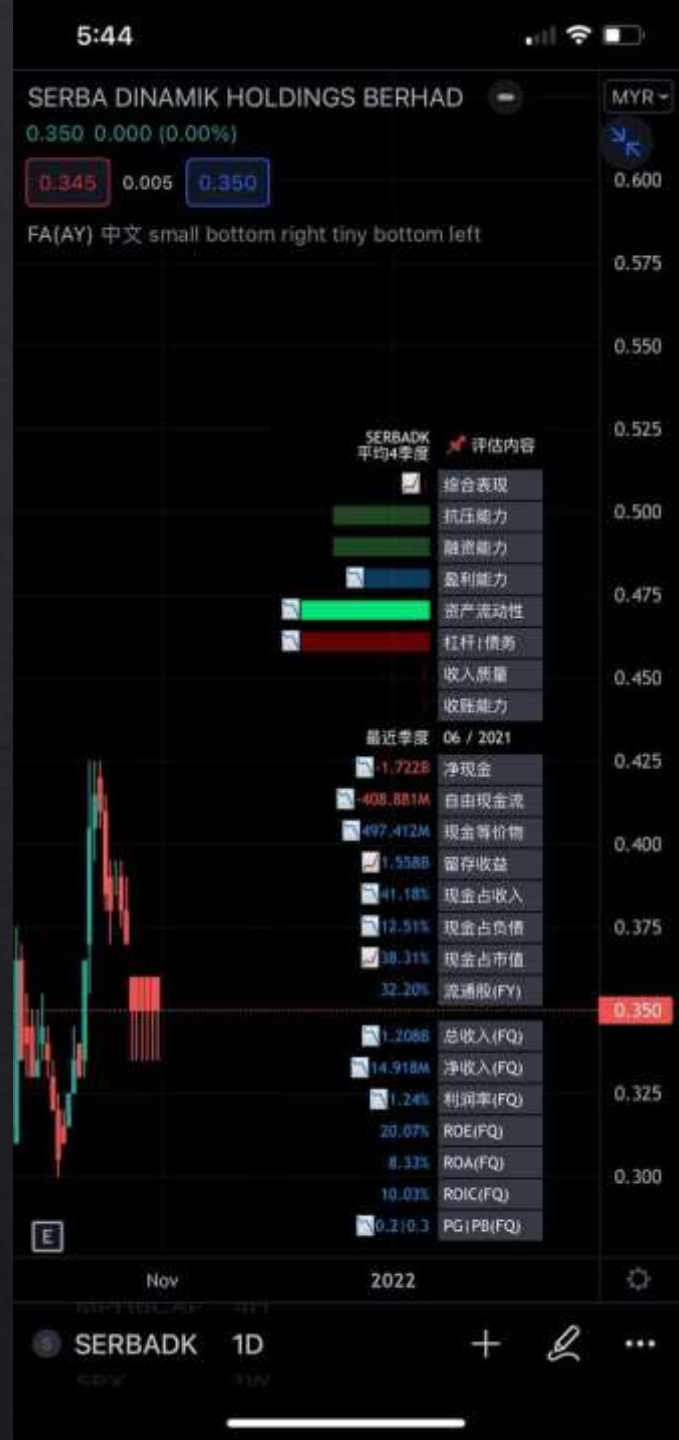 5:44
SERBA DINAMIK HOLDINGS BERHAD
MYR
0.350 0.000 (0.00%)
0.345 0.005 0.350
FA(AY) 中文 small bottom right tiny bottom left
0.600
0.575
0.550
0.525
0.500
0.475
0.450
0.425
0.400
0.375
0.350
0.325
0.300
SERBADK
平均4季度 评估内容
综合表现
抗压能力
融资能力
盈利能力
资产流动性
杠杆|债务
收入质量
收账能力
最近季度 06 / 2021
-1.722B 净现金
-408.881M 自由现金流
497.412M 现金等价物
1.558B 留存收益
41.18% 现金占收入
12.51% 现金占负债
38.31% 现金占市值
32.20% 流通股(FY)
1.208B 总收入(FQ)
14.918M 净收入(FQ)
1.24% 利润率(FQ)
20.07% ROE(FQ)
8.33% ROA(FQ)
10.03% ROIC(FQ)
0.2|0.3 PG|PB(FQ)
E
Nov 2022
S SERBADK 1D